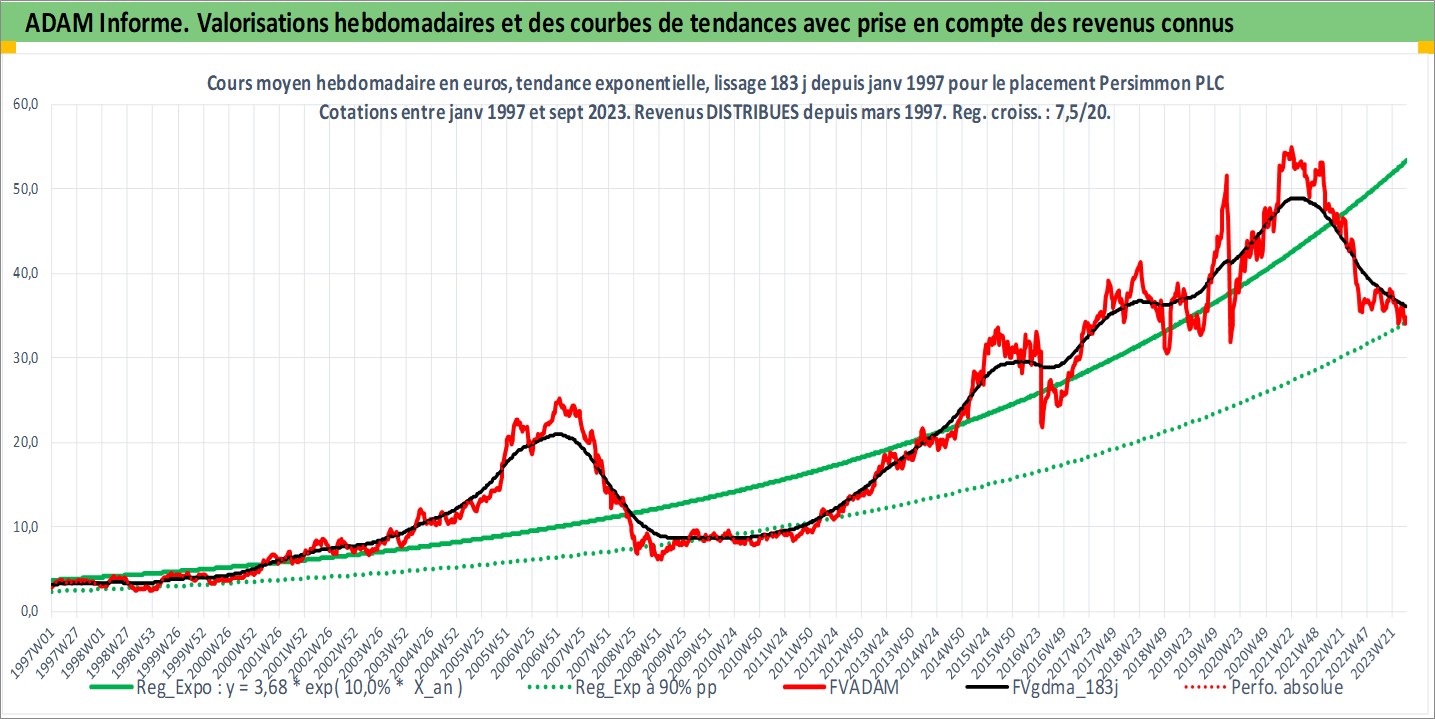 ADAM Informe. Valorisations hebdomadaires et des courbes de tendances avec prise en compte des revenus connus
Cours moyen hebdomadaire en euros, tendance exponentielle, lissage 183 j depuis janv 1997 pour le placement Persimmon PLC
Cotations entre janv 1997 et sept 2023. Revenus DISTRIBUES depuis mars 1997. Reg. croiss. : 7,5/20.
60,0
50,0
40,0
30,0
20,0
10,0
0,0
1997W01 1997W27 1998W01 1998W27 1998W53 1999W26 1999W52 2000W26 2000W52 2001W26 2001W52 2002W26 2002W52 2003W26 2003W52 2004W26 2004W52 2005W25 2005W51 2006W25 2006W51 2007W25 2007W51 2008W25 2008W51 2009W25 2009W51 2010W24 2010W50 2011W24 2011W50 2012W24 2012W50 2013W24 2013W50 2014W24 2014W50 2015W24 2015W50 2016W23 2016W49 2017W23 2017W49 2018W23 2018W49 2019W23 2019W49 2020W23 2020W49 2021W22 2021W48 2022W21 2022W47 2023W21
Reg_Expo : y = 3,68 * exp( 10,0% * X_an ) Reg_Exp à 90% pp FVADAM FVgdma_183j Perfo. absolue